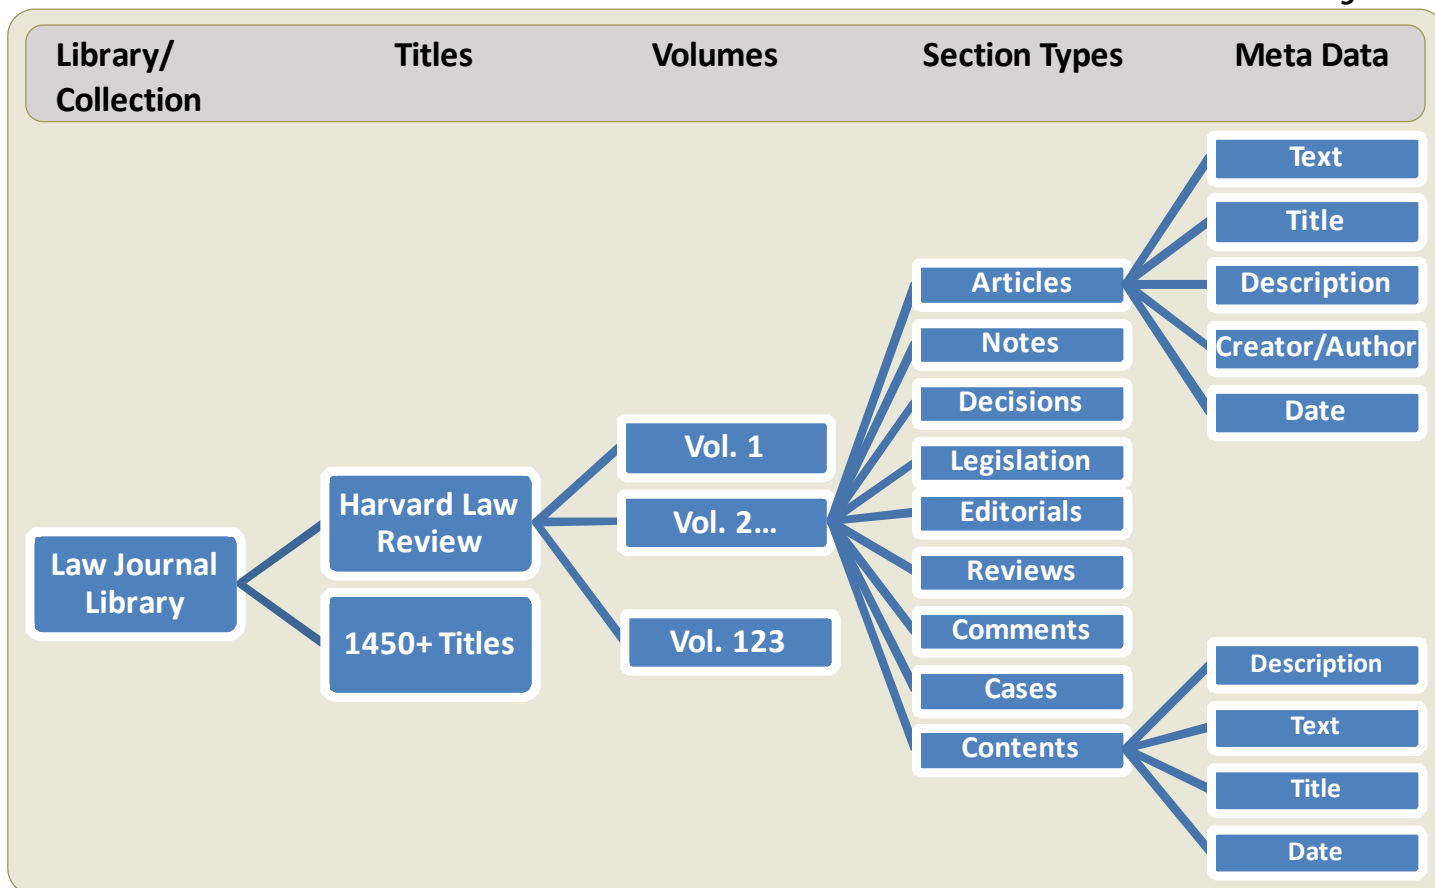 Library/
Collection
Titles
Volumes
Section Types
Meta Data
Law Journal
Library
Harvard Law
Review
1450+ Titles
Vol. 1
Vol. 2...
Vol. 123
Articles
Notes
Decisions
Legislation
Editorials
Reviews
Comments
Cases
Contents
Text
Title
Description
Creator/Author
Date
Description
Text
Title
Date